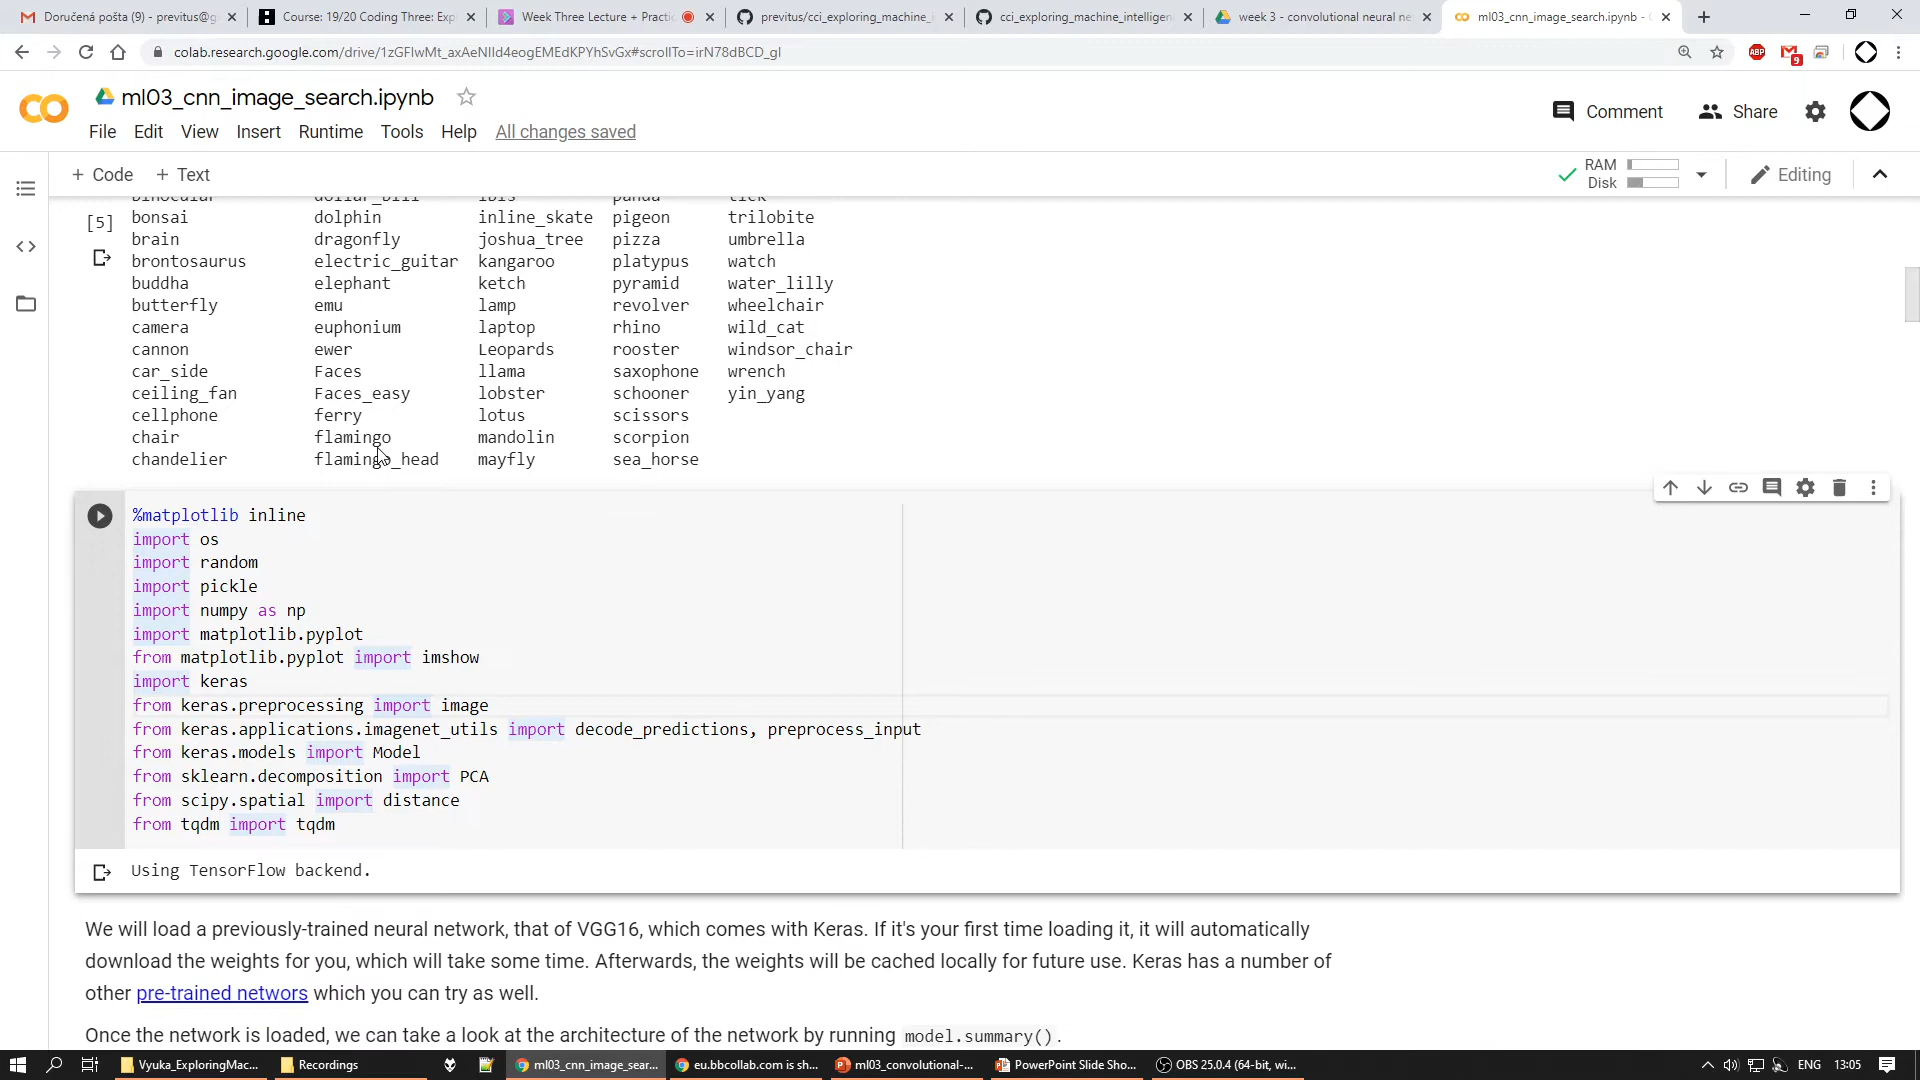 Doručená pošta (9) - previtus@g
Course: 19/20 Coding Three: Exp
Week Three Lecture + Practi
previtus/cci_exploring_machine_i
cci_exploring_machine_intelligen
week 3 - convolutional neural ne
ml03_cnn_image_search.ipynb -
colab.research.google.com/drive/1zGFIwMt_axAeNIId4eogEMEdKPYhSvGx#scrollTo=irN78dBCD_gl
ABP
9
ml03_cnn_image_search.ipynb
Comment
Share
File Edit View Insert Runtime Tools Help All changes saved
+ Code + Text
RAM
Disk
Editing
binocular dollar_bill ibis panda tick
[5]
bonsai dolphin inline_skate pigeon trilobite
brain dragonfly joshua_tree pizza umbrella
brontosaurus electric_guitar kangaroo platypus watch
buddha elephant ketch pyramid water_lilly
butterfly emu lamp revolver wheelchair
camera euphonium laptop rhino wild_cat
cannon ewer Leopards rooster windsor_chair
car_side Faces llama saxophone wrench
ceiling_fan Faces_easy lobster schooner yin_yang
cellphone ferry lotus scissors
chair flamingo mandolin scorpion
chandelier flamingo_head mayfly sea_horse
%matplotlib inline
import os
import random
import pickle
import numpy as np
import matplotlib.pyplot
from matplotlib.pyplot import imshow
import keras
from keras.preprocessing import image
from keras.applications.imagenet_utils import decode_predictions, preprocess_input
from keras.models import Model
from sklearn.decomposition import PCA
from scipy.spatial import distance
from tqdm import tqdm
Using TensorFlow backend.
We will load a previously-trained neural network, that of VGG16, which comes with Keras. If it's your first time loading it, it will automatically
download the weights for you, which will take some time. Afterwards, the weights will be cached locally for future use. Keras has a number of
other pre-trained networs which you can try as well.
Once the network is loaded, we can take a look at the architecture of the network by running model.summary().
Vyuka_ExploringMac...
Recordings
ml03_cnn_image_sear...
eu.bbcollab.com is sh...
ml03_convolutional-...
PowerPoint Slide Sho...
OBS 25.0.4 (64-bit, wi...
ENG
13:05